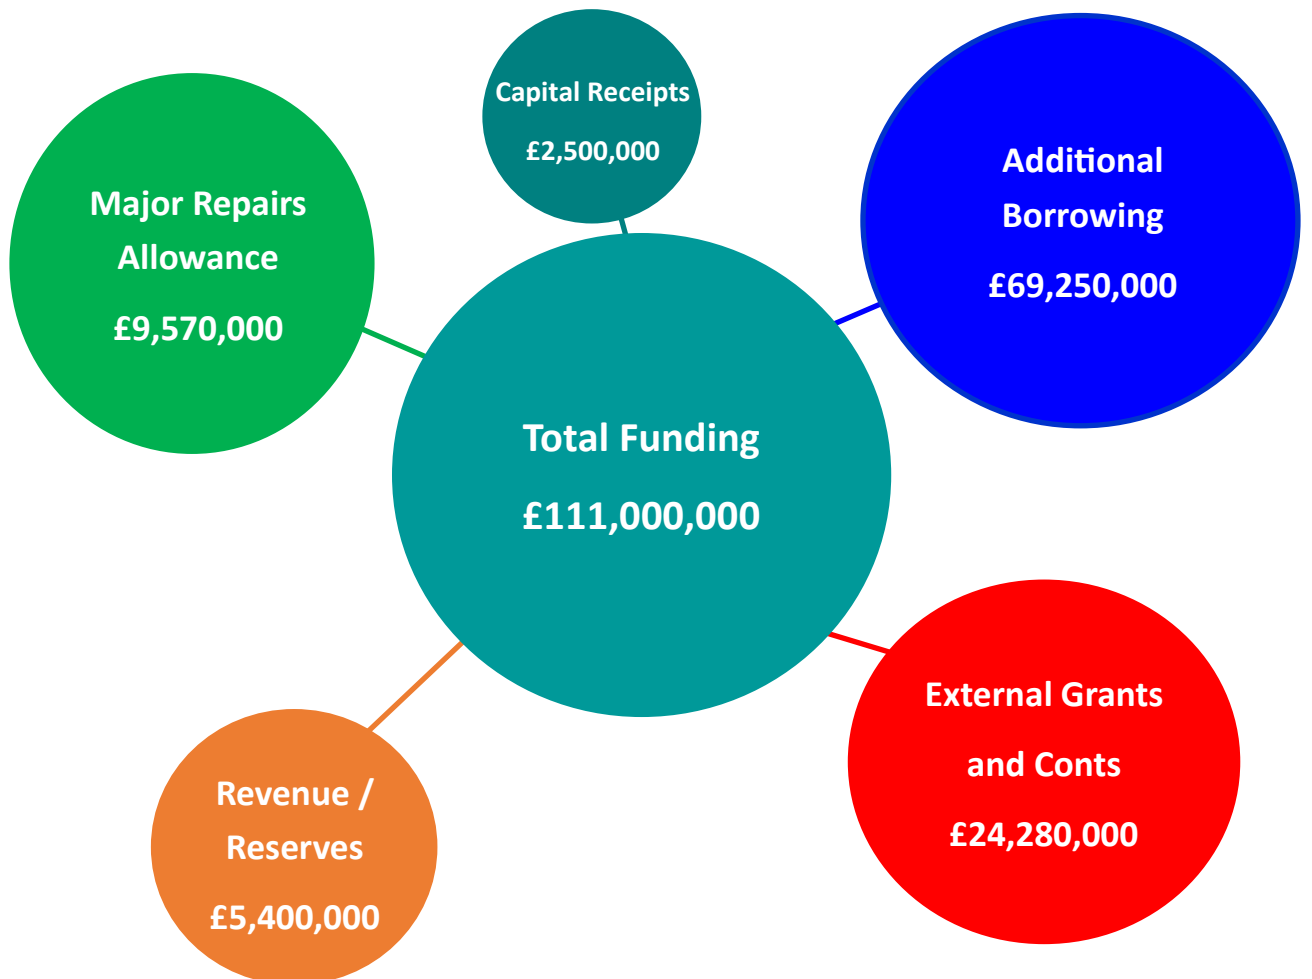 Capital Receipts
£2,500,000
Additional
Borrowing
£69,250,000
Major Repairs
Allowance
£9,570,000
Total Funding
£111,000,000
External Grants
and Conts
£24,280,000
Revenue /
Reserves
£5,400,000